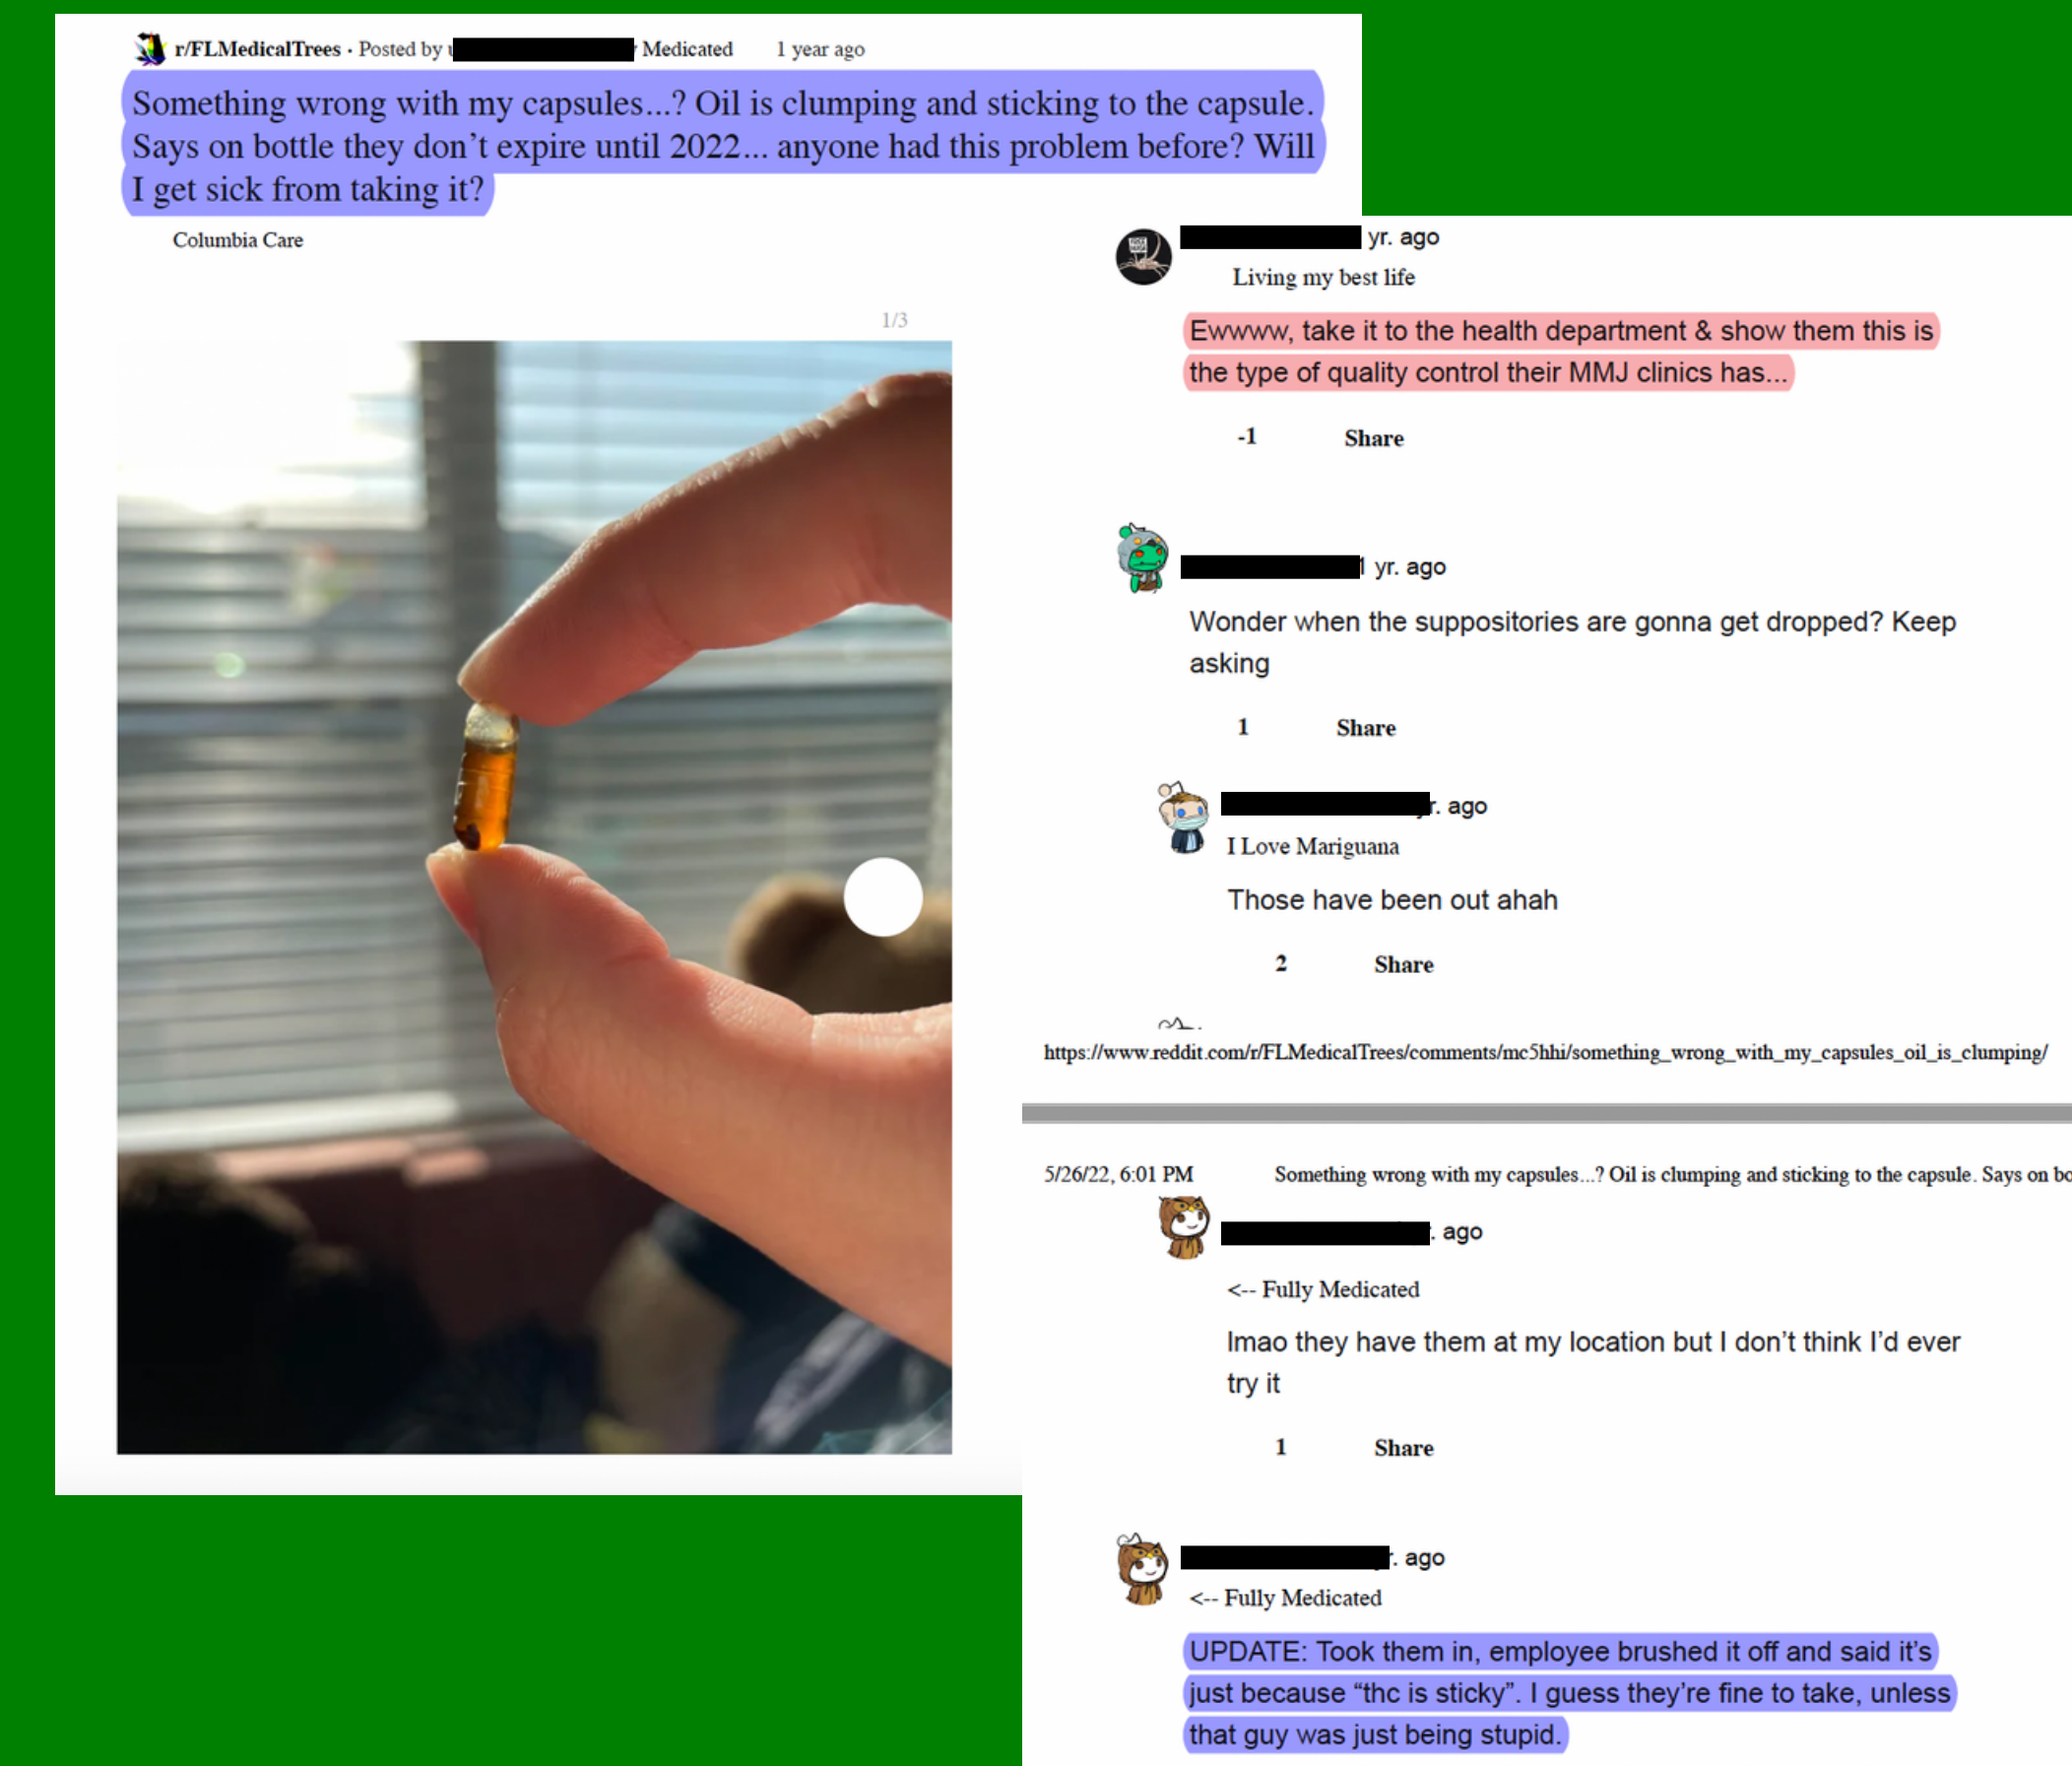 r/FLMedicalTrees · Posted by Medicated 1 year ago
Something wrong with my capsules...? Oil is clumping and sticking to the capsule.
Says on bottle they don't expire until 2022... anyone had this problem before? Will
I get sick from taking it?
Columbia Care
1/3
yr. ago
Living my best life
Ewwww, take it to the health department & show them this is
the type of quality control their MMJ clinics has...
-1 Share
1 yr. ago
Wonder when the suppositories are gonna get dropped? Keep
asking
1 Share
r. ago
I Love Mariguana
Those have been out ahah
2 Share
https://www.reddit.com/r/FLMedicalTrees/comments/mc5hhi/something_wrong_with_my_capsules_oil_is_clumping/
5/26/22, 6:01 PM Something wrong with my capsules...? Oil is clumping and sticking to the capsule. Says on bo
. ago
<-- Fully Medicated
lmao they have them at my location but I don't think I'd ever
try it
1 Share
r. ago
<-- Fully Medicated
UPDATE: Took them in, employee brushed it off and said it's
just because "thc is sticky". I guess they're fine to take, unless
that guy was just being stupid.